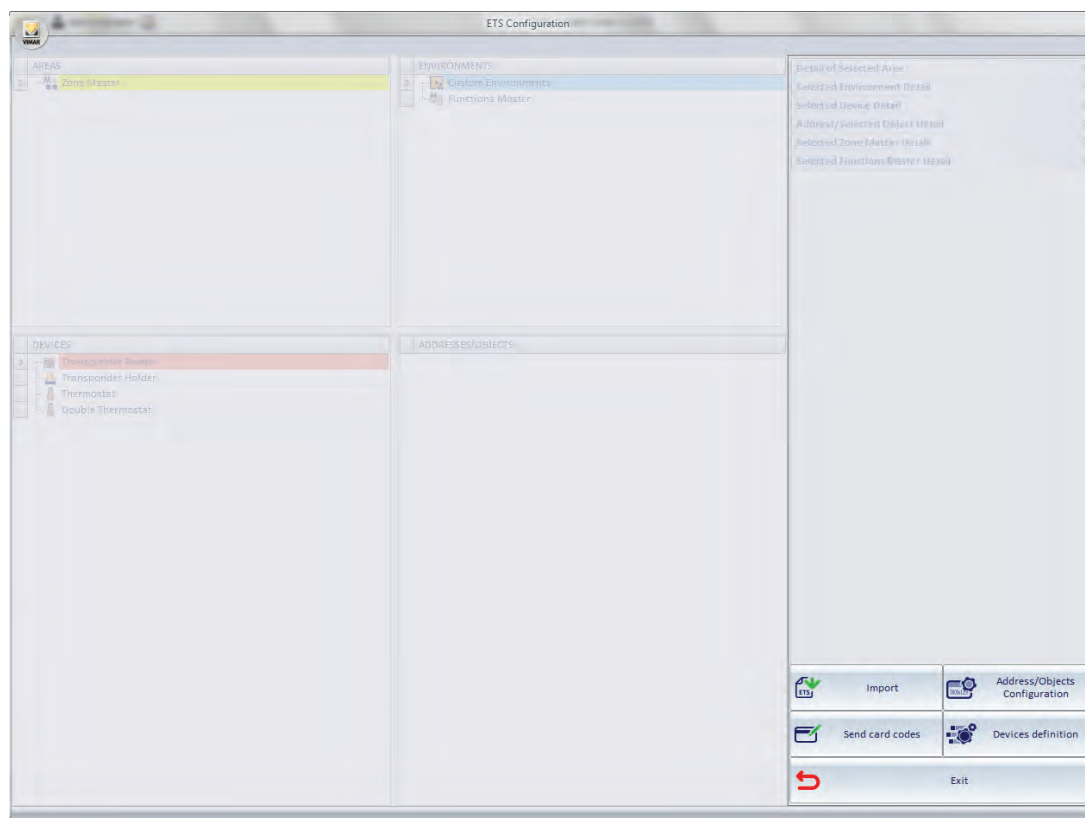 ETS Configuration
VIMAR
AREAS
Zone Master
ENVIRONMENTS
Custom Environments
Functions Master
Detail of Selected Area
Selected Environment Detail
Selected Device Detail
Address/Selected Object Detail
Selected Zone Master Detail
Selected Functions Master Detail
DEVICES
Transponder Reader
Transponder Holder
Thermostat
Double Thermostat
ADDRESSES/OBJECTS
ETS
Import
Address/Objects
Configuration
Send card codes
Devices definition
Exit